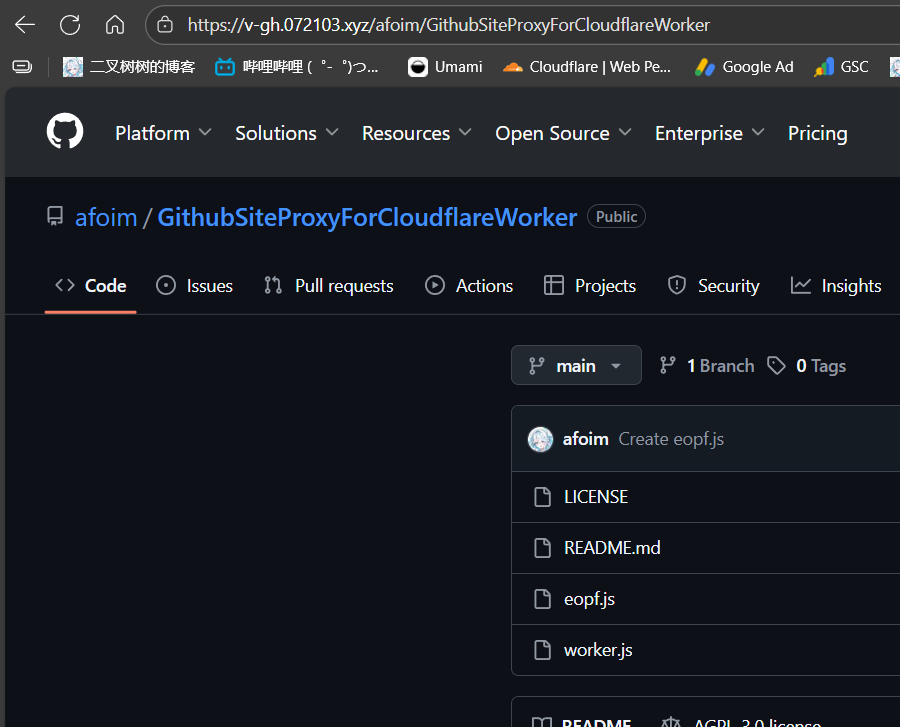 https://v-gh.072103.xyz/afoim/GithubSiteProxyForCloudflareWorker
二叉树树的博客 哔哩哔哩 (゜-゜)つ... Umami Cloudflare | Web Pe... Google Ad GSC
Platform Solutions Resources Open Source Enterprise Pricing
afoim / GithubSiteProxyForCloudflareWorker Public
Code Issues Pull requests Actions Projects Security Insights
main 1 Branch 0 Tags
afoim Create eopf.js
LICENSE
README.md
eopf.js
worker.js
README AGPL-3.0 license